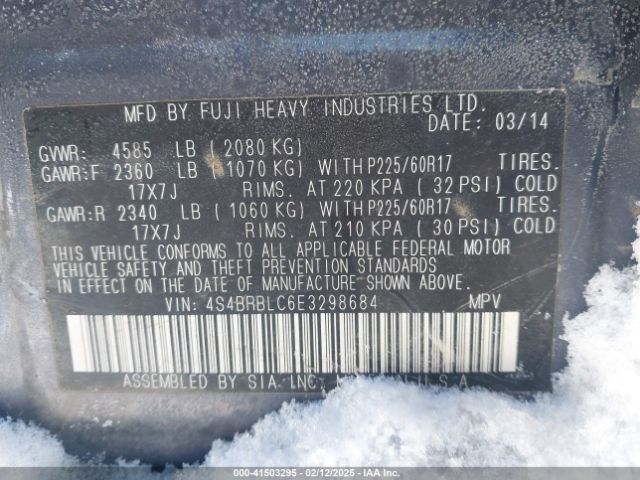 MFD BY FUJI HEAVY INDUSTRIES LTD.
DATE: 03/14
GVWR: 4585 LB (2080 KG)
GAWR:F 2360 LB (1070 KG) WITH P225/60R17 TIRES.
17X7J RIMS. AT 220 KPA (32 PSI) COLD
GAWR:R 2340 LB (1060 KG) WITH P225/60R17 TIRES.
17X7J RIMS. AT 210 KPA (30 PSI) COLD
THIS VEHICLE CONFORMS TO ALL APPLICABLE FEDERAL MOTOR
VEHICLE SAFETY AND THEFT PREVENTION STANDARDS
IN EFFECT ON THE DATE OF MANUFACTURE SHOWN ABOVE.
VIN: 4S4BRBLC6E3298684 MPV
ASSEMBLED BY SIA. INC. U.S.A
000-41503295 - 02/12/2025 - IAA Inc.